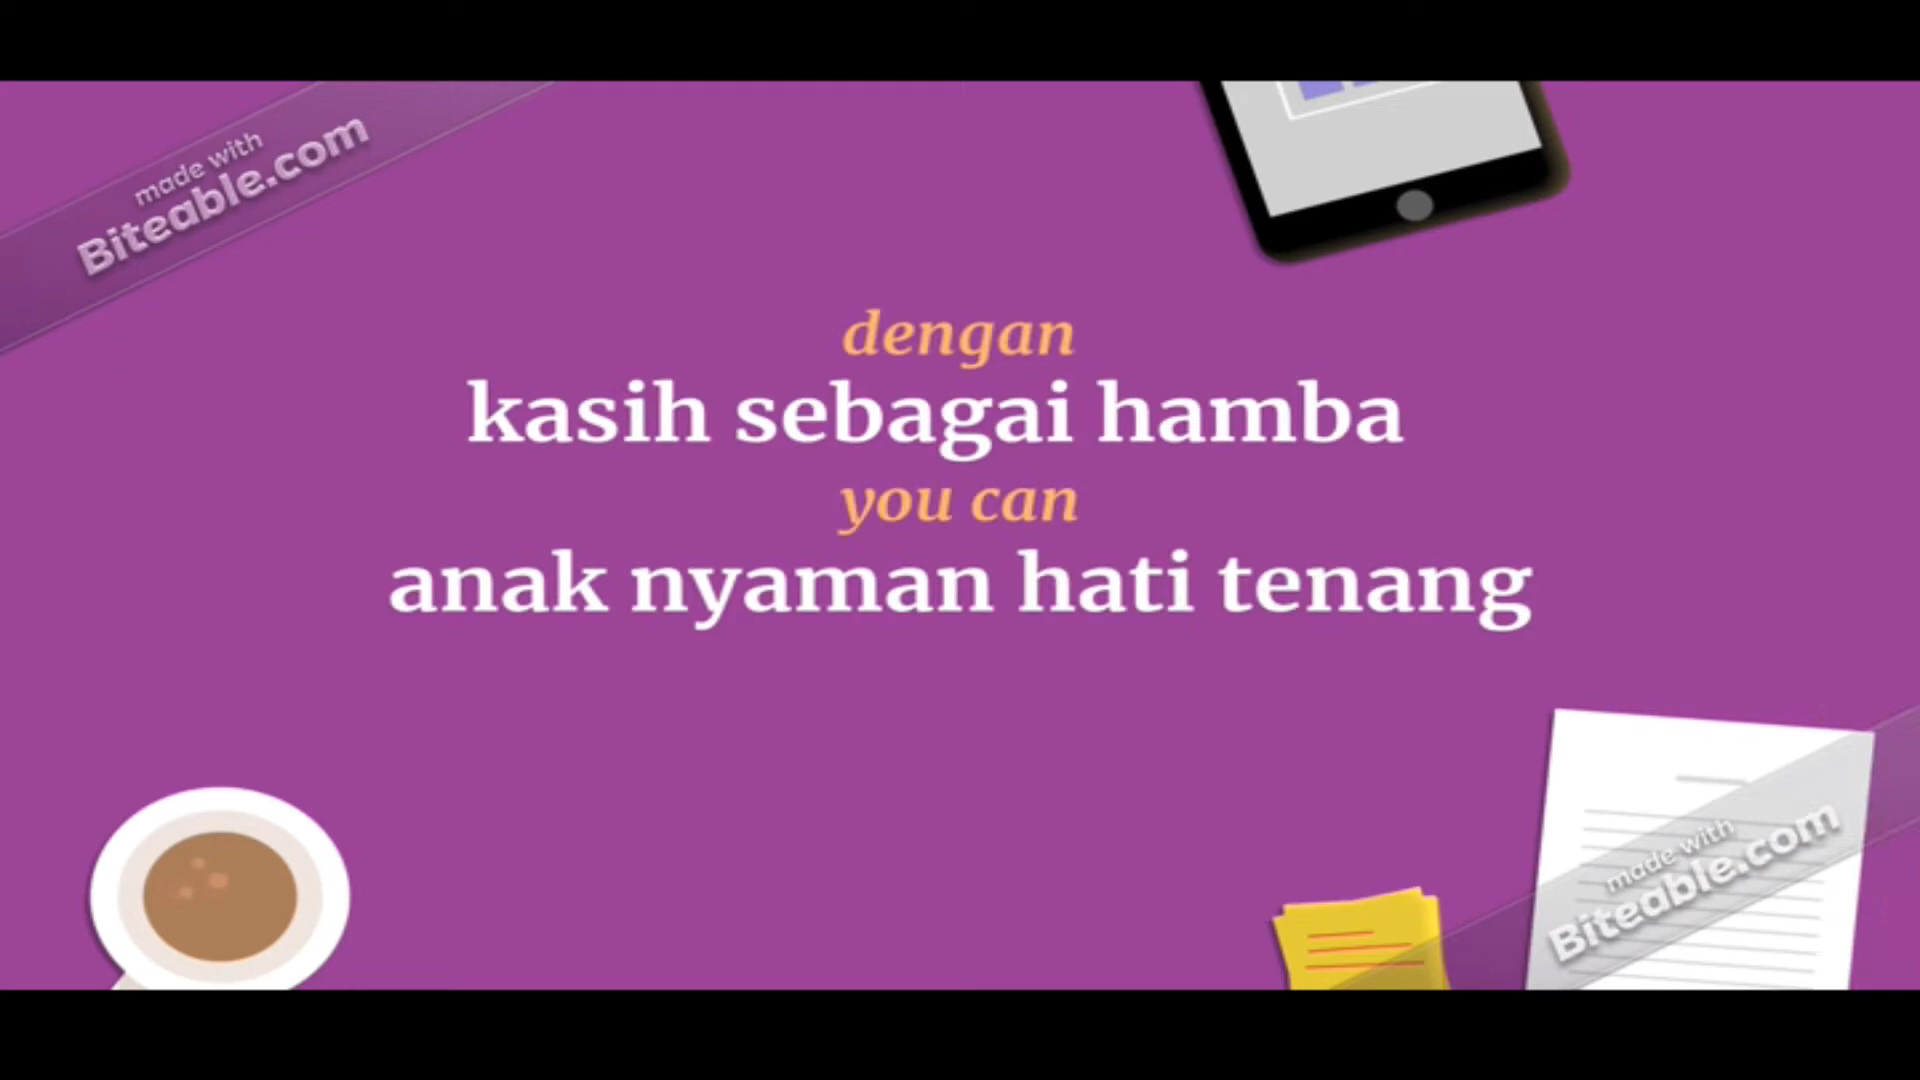 made with
Biteable.com
dengan
kasih sebagai hamba
you can
anak nyaman hati tenang
made with
Biteable.com